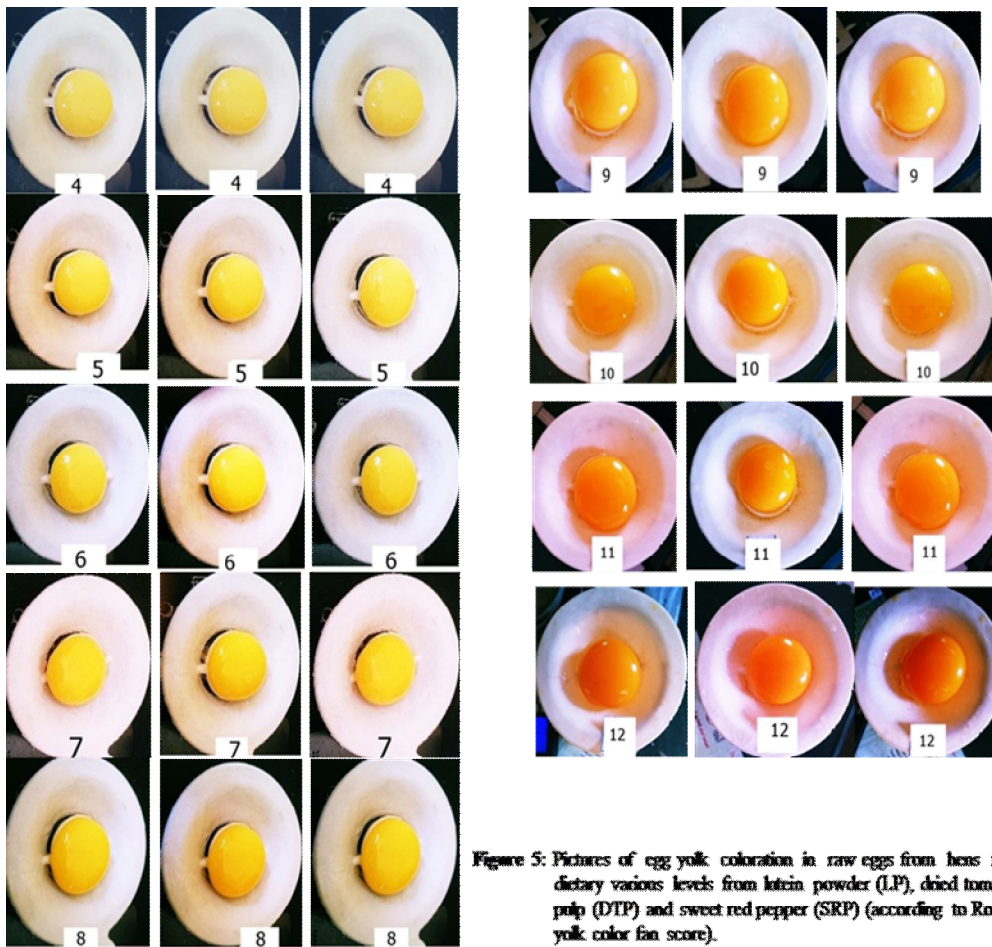 4 4 4
5 5 5
6 6 6
7 7 7
8 8 8
9 9 9
10 10 10
11 11 11
12 12 12
Figure 5: Pictures of egg yolk coloration in raw eggs from hens
dietary various levels from lutein powder (LP), dried tom
pulp (DTP) and sweet red pepper (SRP) (according to Ro
yolk color fan score).